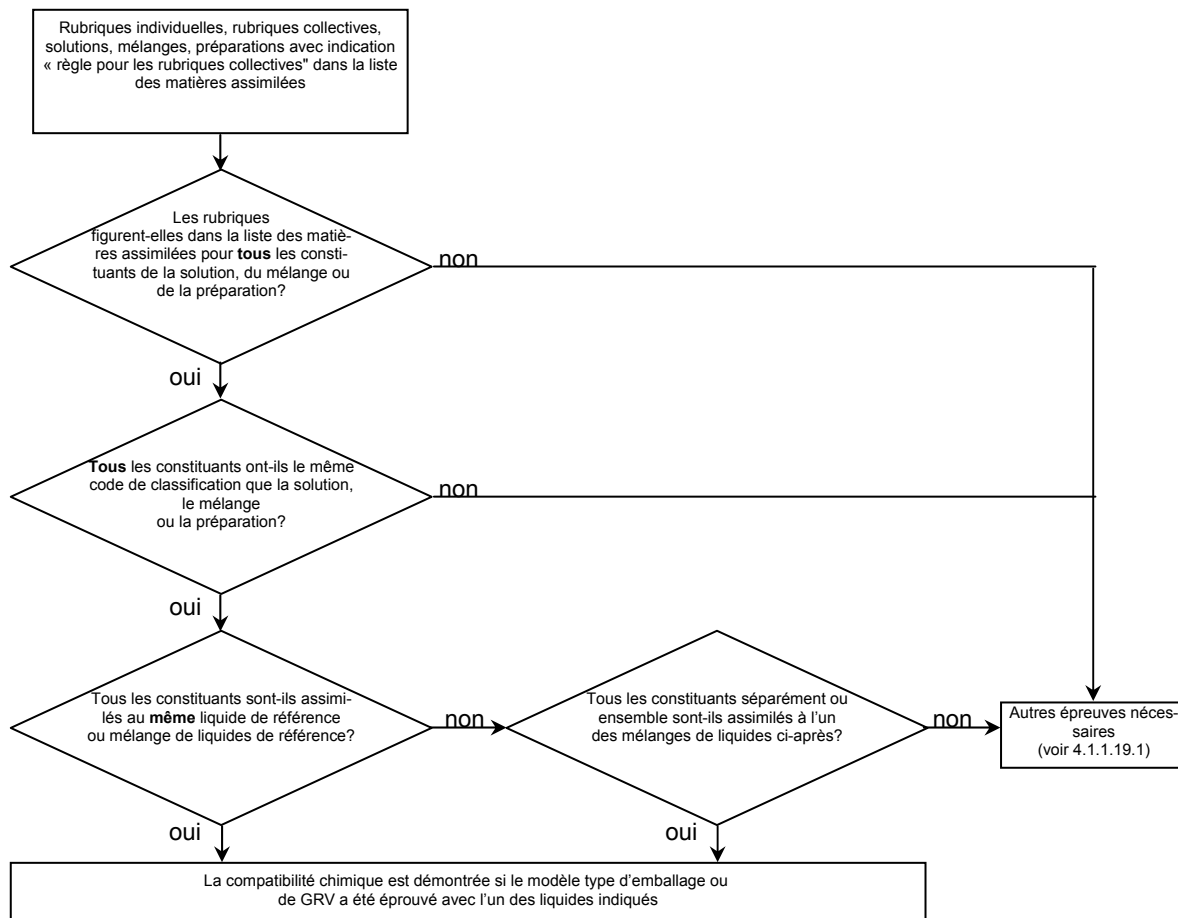 Rubriques individuelles, rubriques collectives,
solutions, mélanges, préparations avec indication
« règle pour les rubriques collectives" dans la liste
des matières assimilées
Les rubriques
figurent-elles dans la liste des matiè-
res assimilées pour tous les consti-
tuants de la solution, du mélange ou
de la préparation?
non
oui
Tous les constituants ont-ils le même
code de classification que la solution,
le mélange
ou la préparation?
non
oui
Tous les constituants sont-ils assimi-
lés au même liquide de référence
ou mélange de liquides de référence?
non
Tous les constituants séparément ou
ensemble sont-ils assimilés à l'un
des mélanges de liquides ci-après?
non
Autres épreuves néces-
saires
(voir 4.1.1.19.1)
oui
oui
La compatibilité chimique est démontrée si le modèle type d'emballage ou
de GRV a été éprouvé avec l'un des liquides indiqués